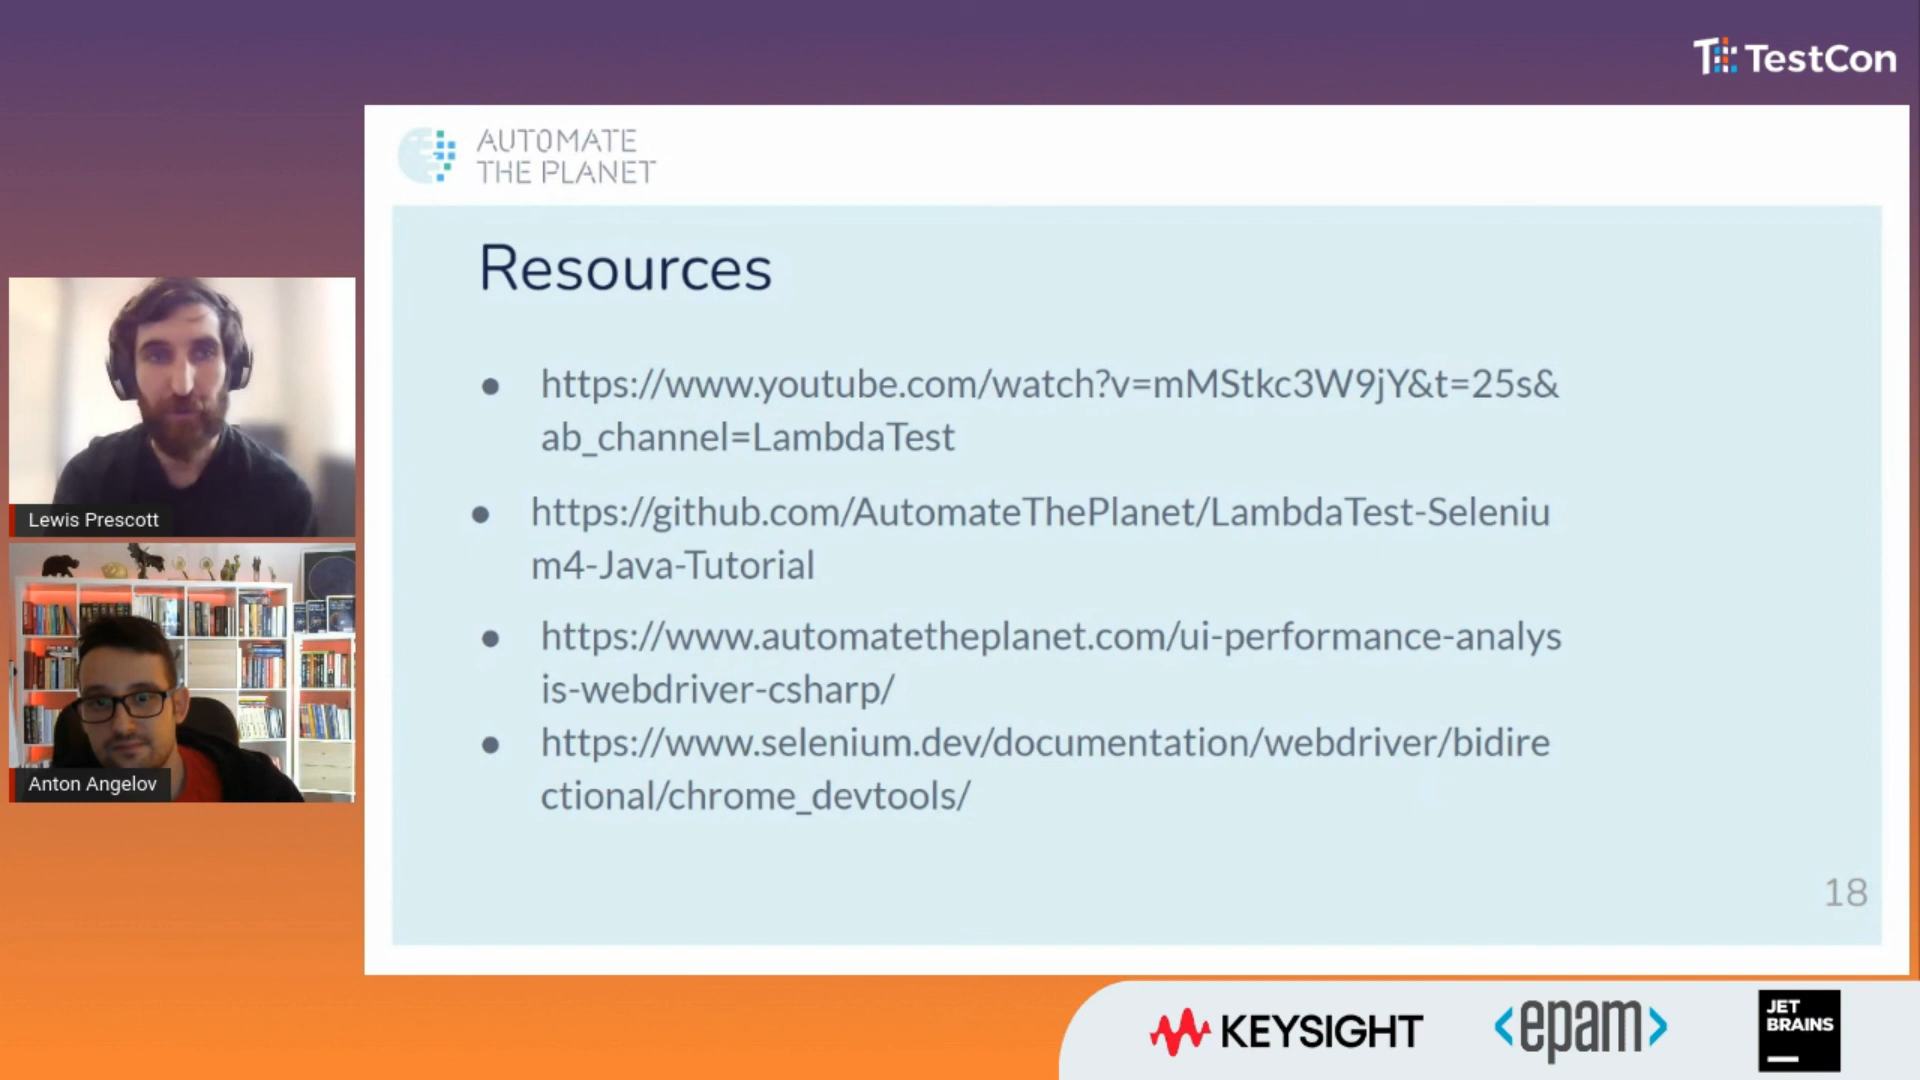 TestCon
AUTOMATE
THE PLANET
Resources
https://www.youtube.com/watch?v=mMStkc3W9jY&t=25s&
ab_channel=LambdaTest
https://github.com/AutomateThePlanet/LambdaTest-Seleniu
m4-Java-Tutorial
https://www.automatetheplanet.com/ui-performance-analys
is-webdriver-csharp/
https://www.selenium.dev/documentation/webdriver/bidire
ctional/chrome_devtools/
18
Lewis Prescott
Anton Angelov
KEYSIGHT
<epam>
JET
BRAINS